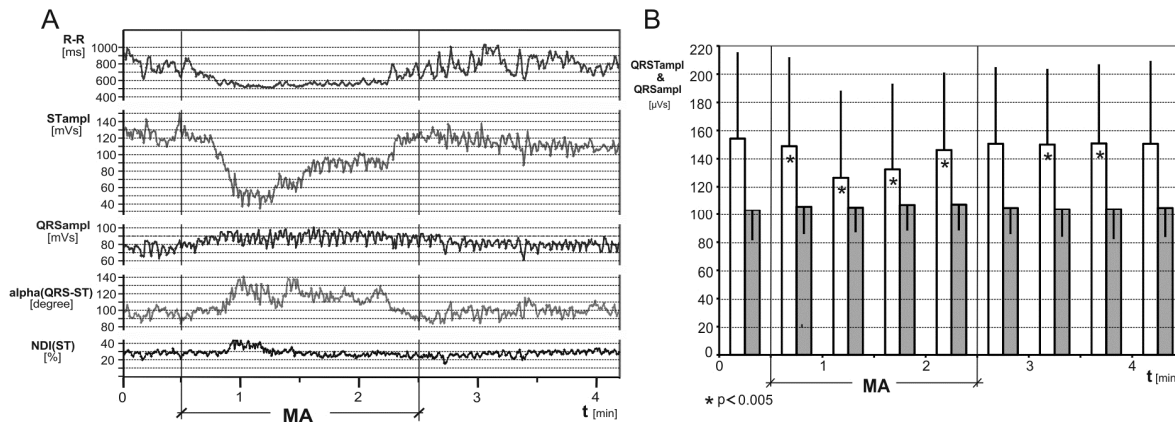 A
R-R
[ms]
1000
800
600
400
STampl
[mVs]
140
120
100
80
60
40
QRSampl
[mVs]
100
80
60
alpha(QRS-ST)
[degree]
140
120
100
80
NDI(ST)
[%]
40
20
0 1 2 3 4 t [min]
MA
B
QRSTampl
&
QRSampl
[µVs]
220
200
180
160
140
120
100
80
60
40
20
0
* * * * * *
0 1 2 3 4 t [min]
MA
* p<0.005